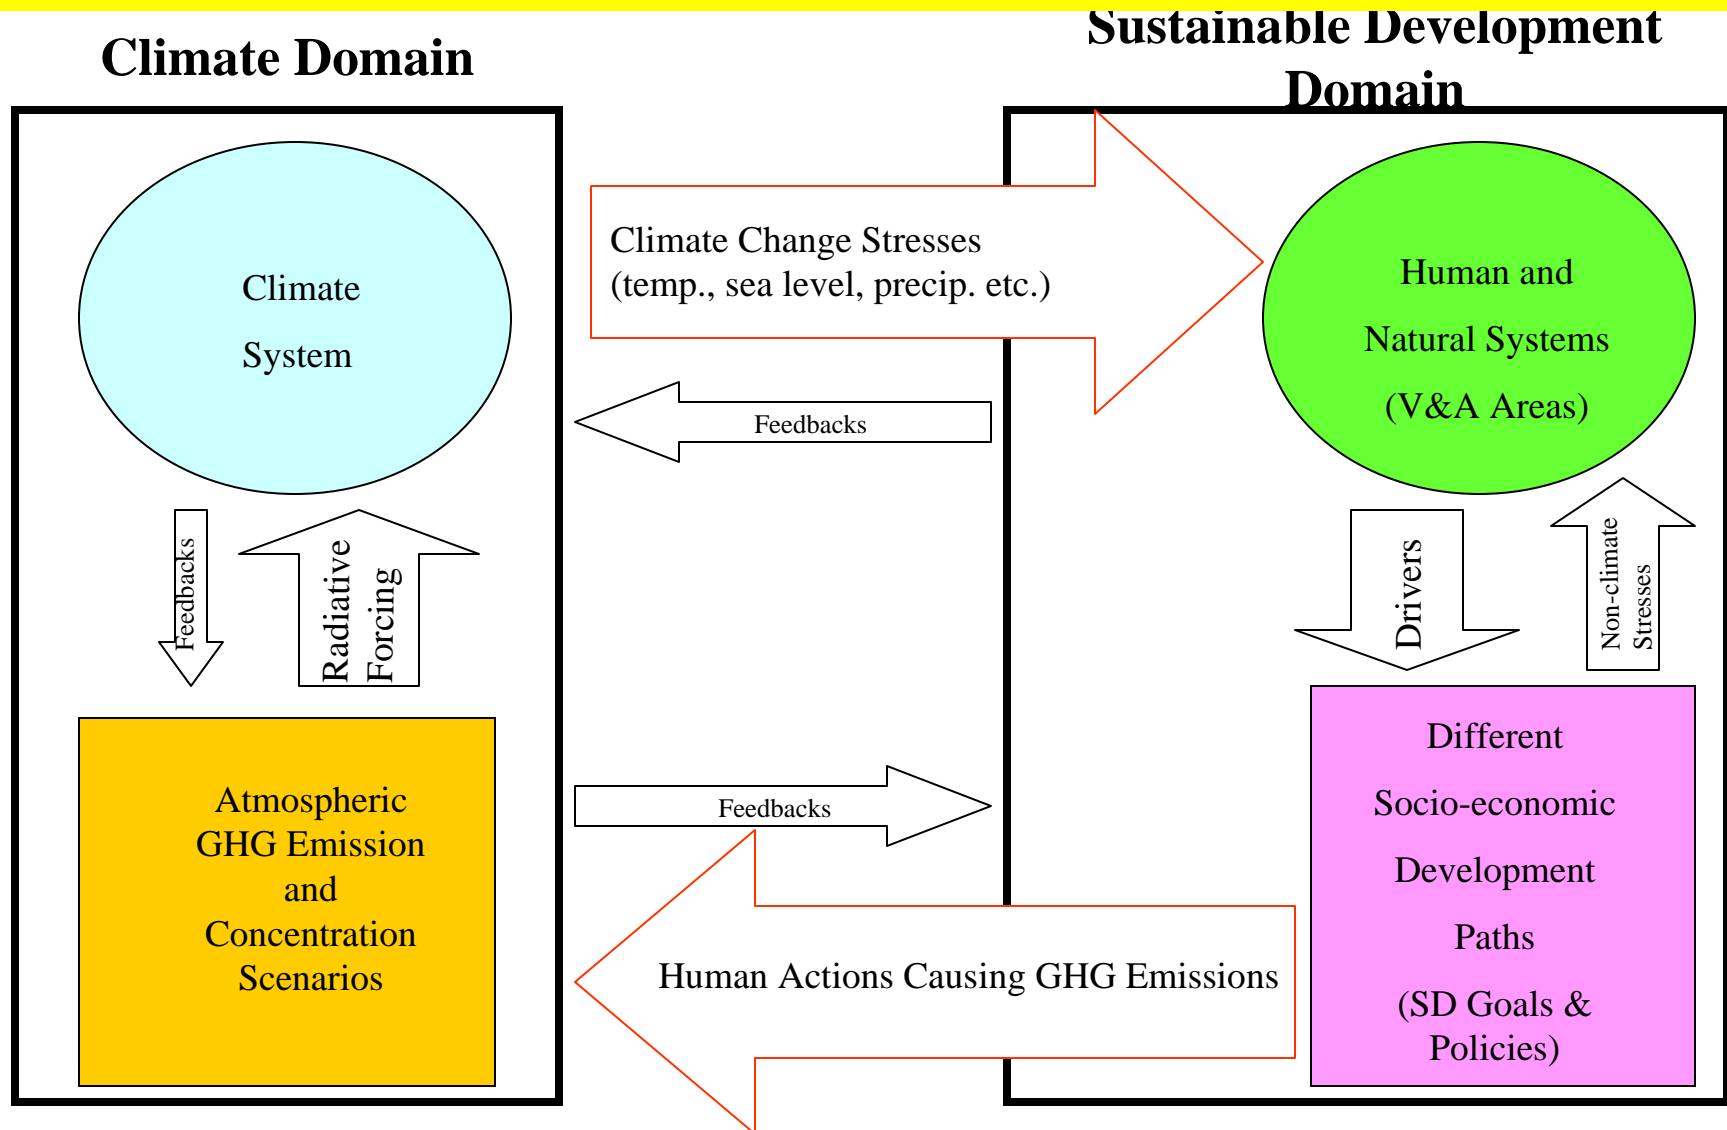 Climate Domain
Sustainable Development
Domain
Climate
System
Climate Change Stresses
(temp., sea level, precip. etc.)
Human and
Natural Systems
(V&A Areas)
Feedbacks
Feedbacks
Radiative
Forcing
Drivers
Non-climate
Stresses
Atmospheric
GHG Emission
and
Concentration
Scenarios
Feedbacks
Human Actions Causing GHG Emissions
Different
Socio-economic
Development
Paths
(SD Goals &
Policies)